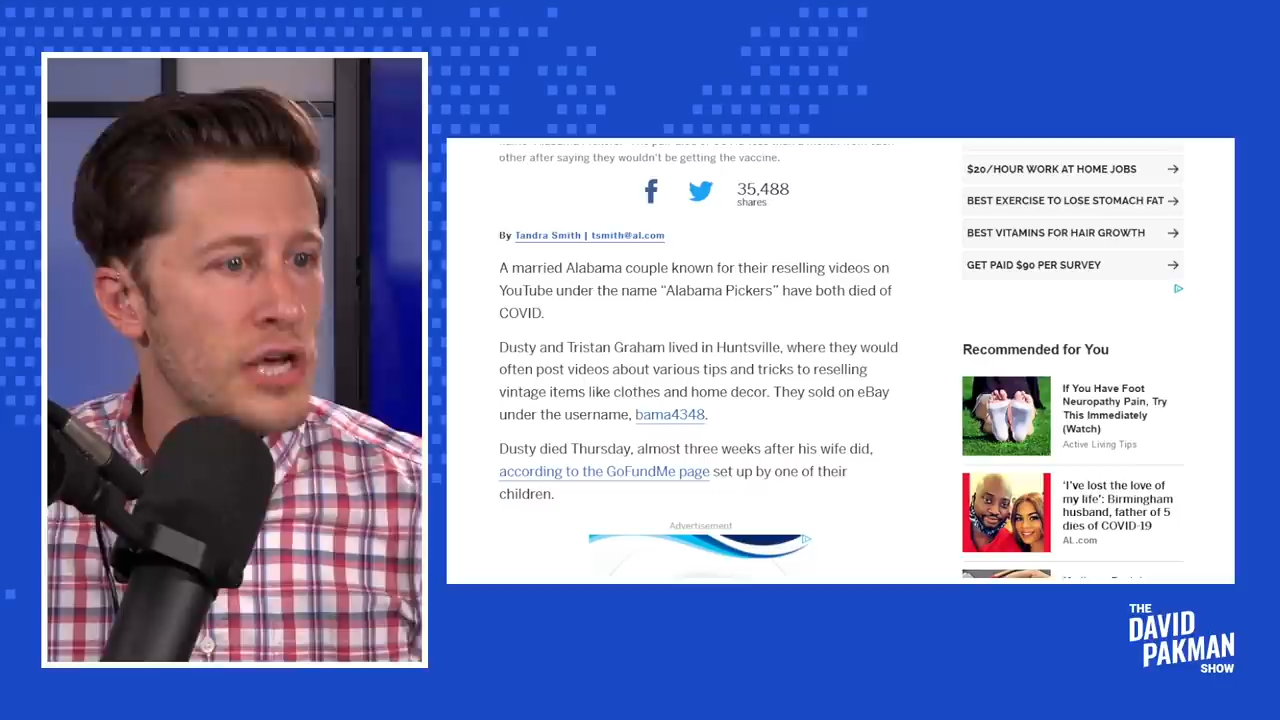 other after saying they wouldn't be getting the vaccine.
35,488
shares
By Tandra Smith | tsmith@al.com
A married Alabama couple known for their reselling videos on
YouTube under the name “Alabama Pickers” have both died of
COVID.
Dusty and Tristan Graham lived in Huntsville, where they would
often post videos about various tips and tricks to reselling
vintage items like clothes and home decor. They sold on eBay
under the username, bama4348.
Dusty died Thursday, almost three weeks after his wife did,
according to the GoFundMe page set up by one of their
children.
Advertisement
$20/HOUR WORK AT HOME JOBS
BEST EXERCISE TO LOSE STOMACH FAT
BEST VITAMINS FOR HAIR GROWTH
GET PAID $90 PER SURVEY
Recommended for You
If You Have Foot
Neuropathy Pain, Try
This Immediately
(Watch)
Active Living Tips
‘I’ve lost the love of
my life’: Birmingham
husband, father of 5
dies of COVID-19
AL.com
THE
DAVID
PAKMAN
SHOW